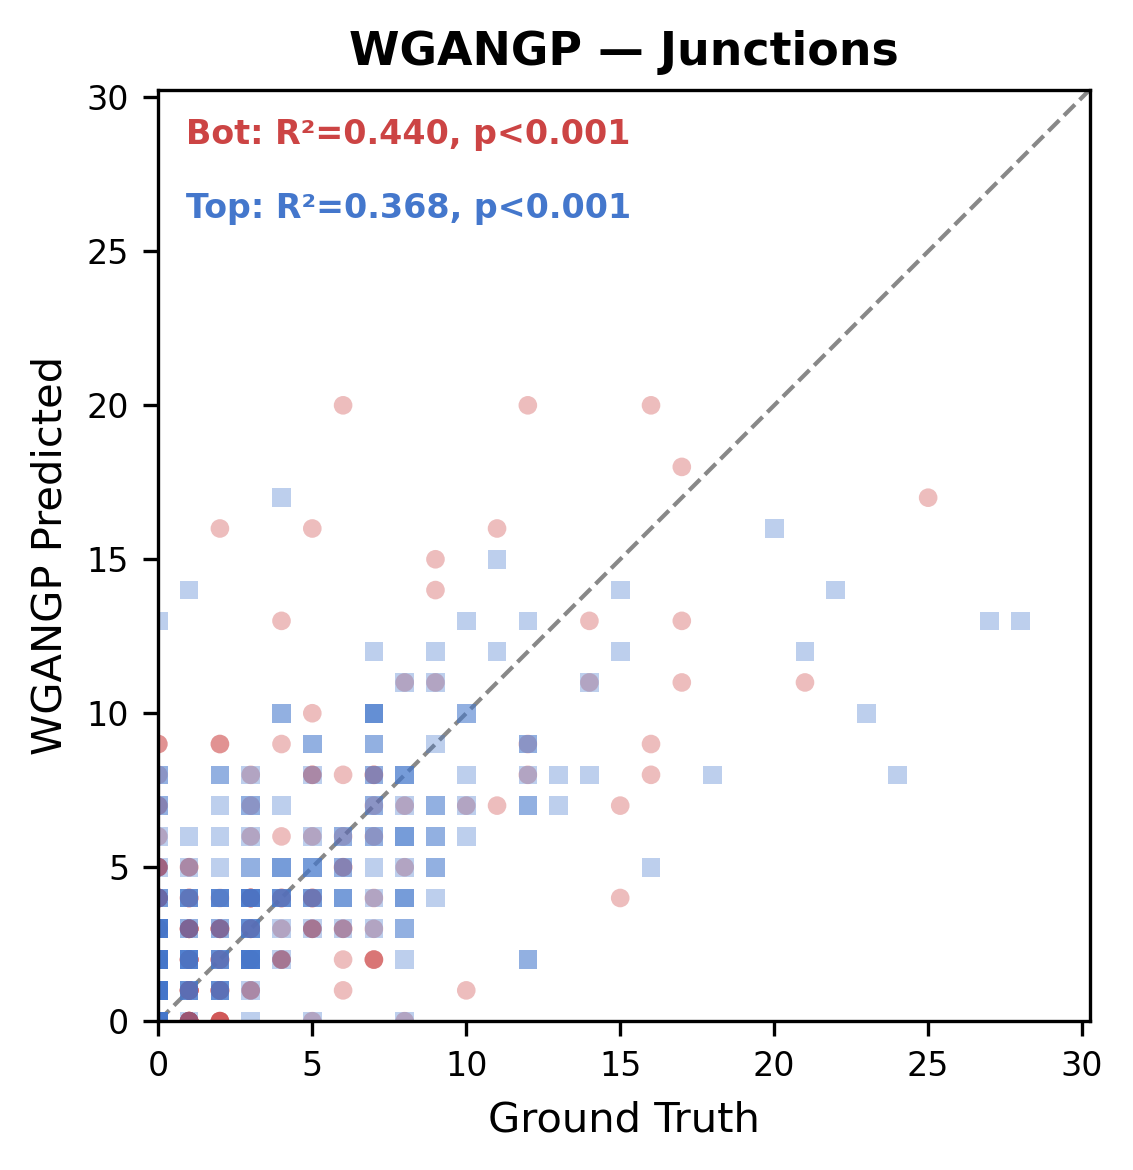 WGANGP — Junctions
Bot: R²=0.440, p<0.001
Top: R²=0.368, p<0.001
WGANGP Predicted
30
25
20
15
10
5
0
0 5 10 15 20 25 30
Ground Truth